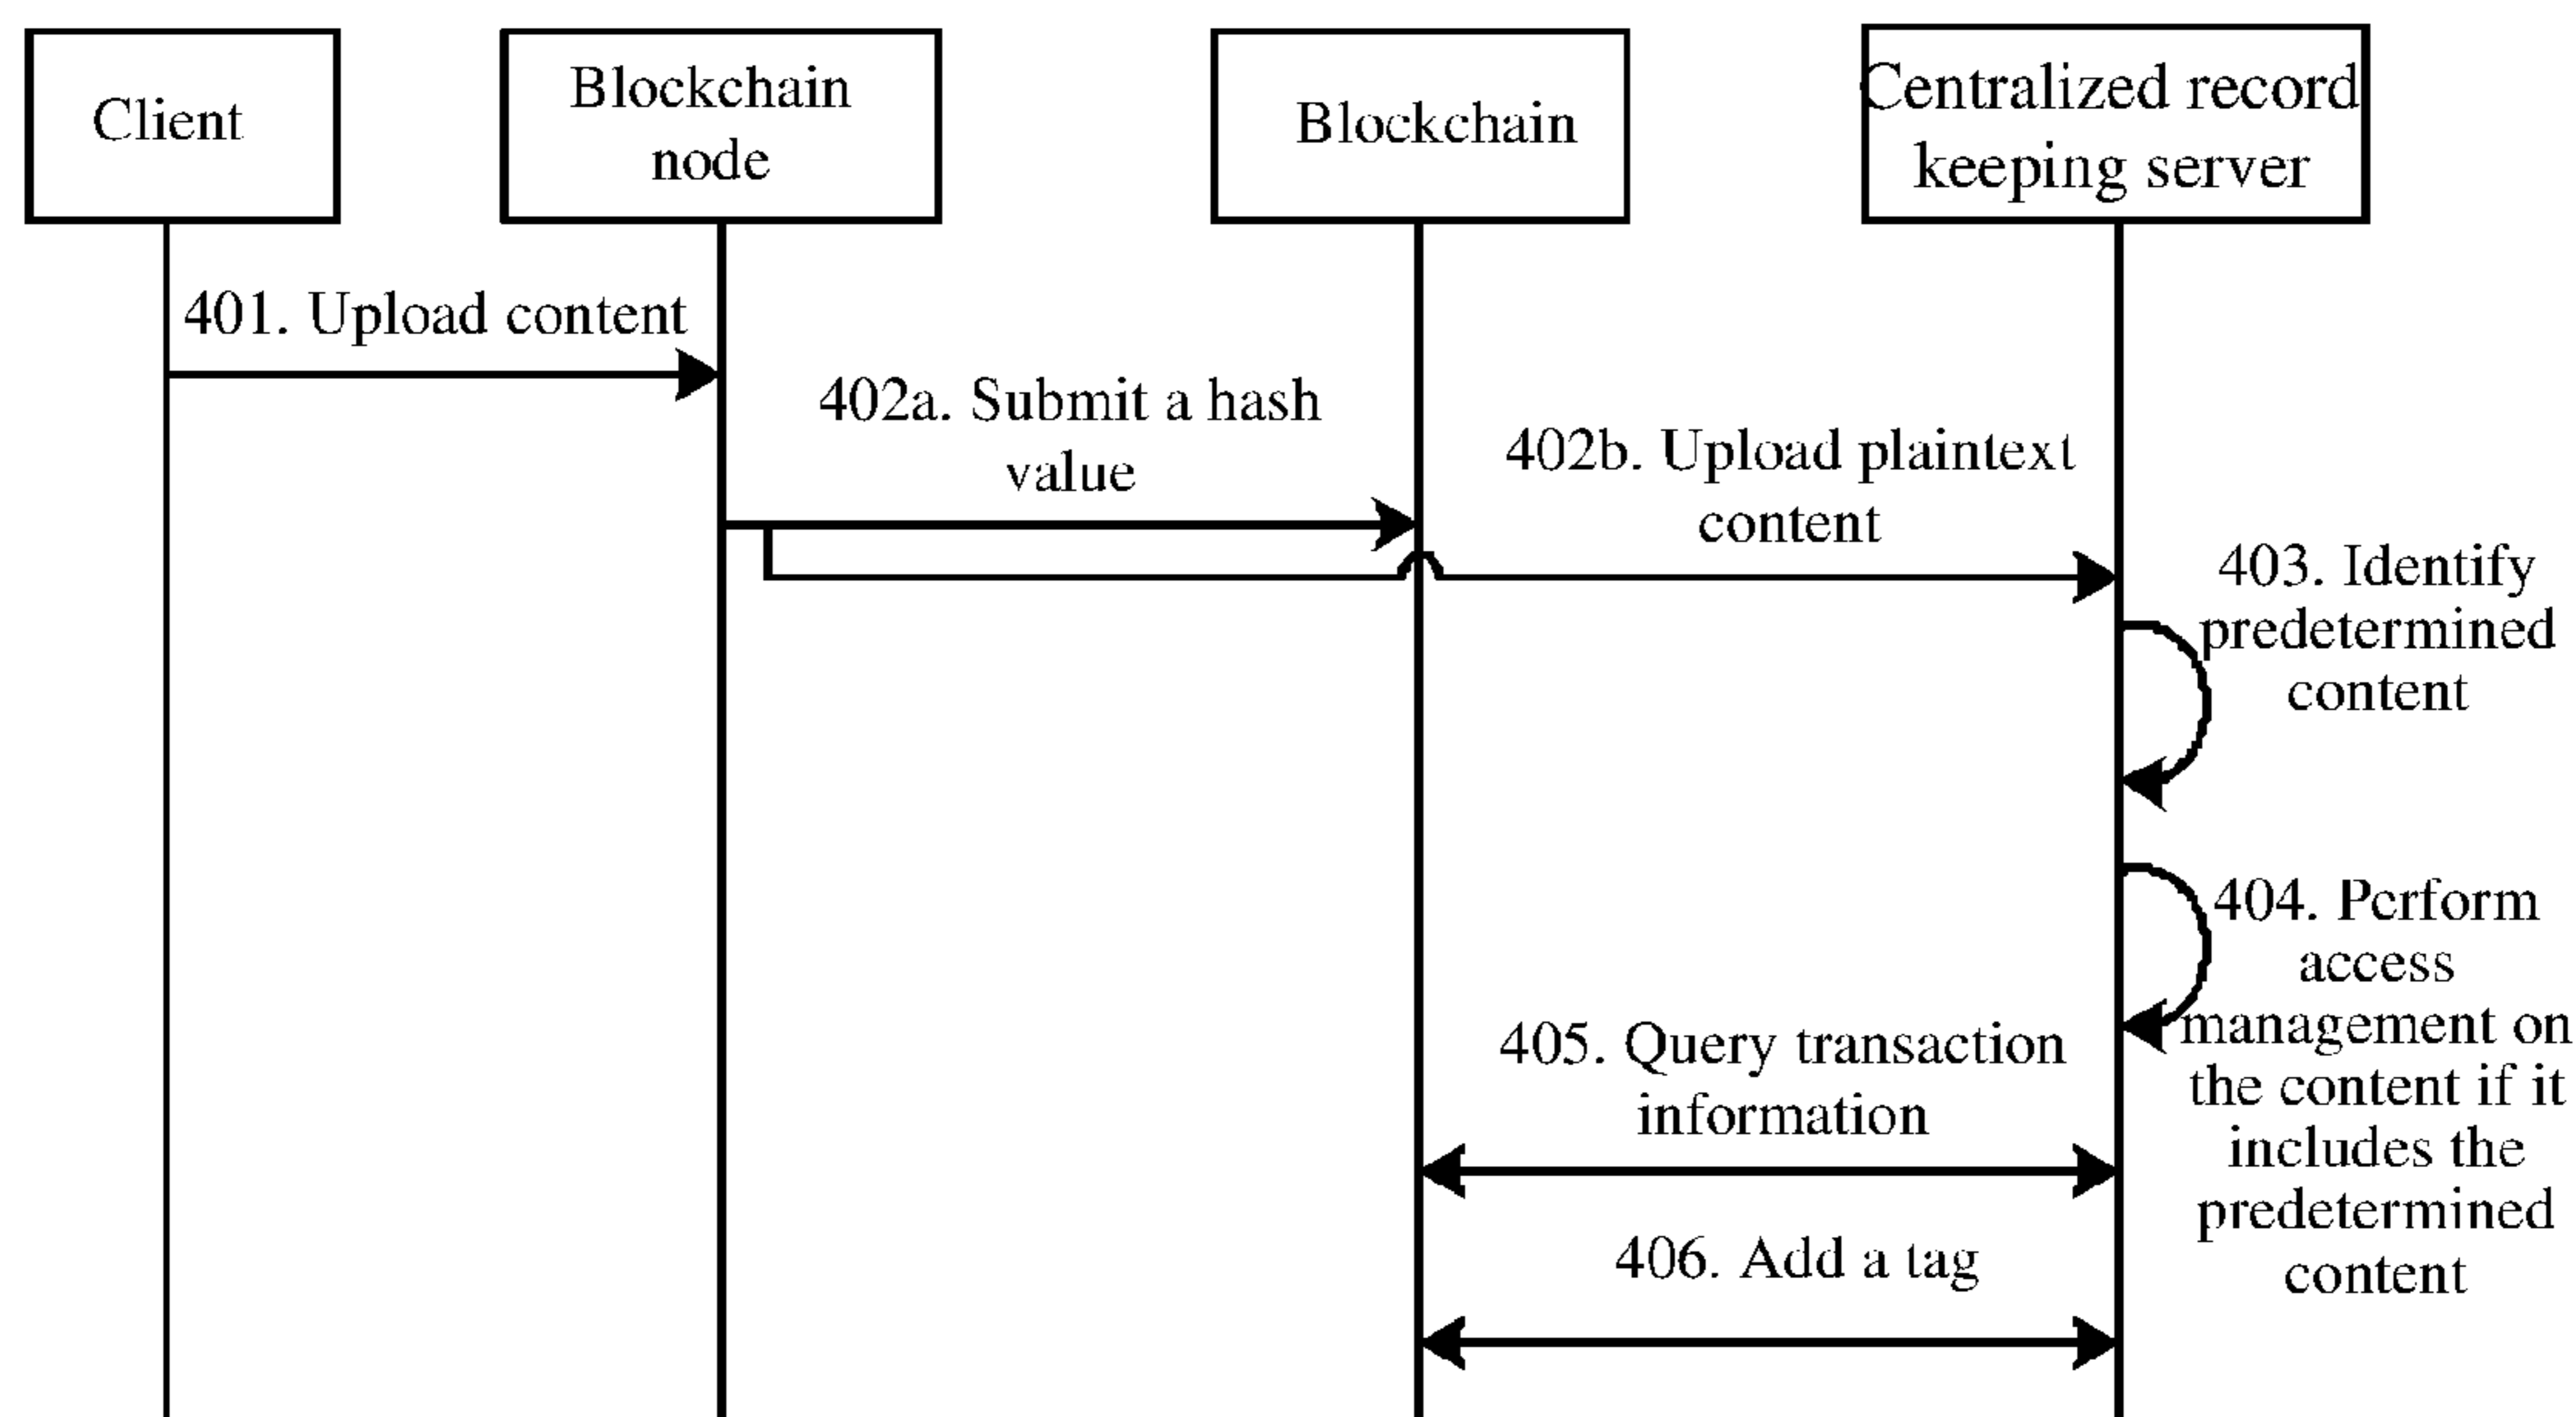 Client
Blockchain
node
Blockchain
Centralized record
keeping server
401. Upload content
402a. Submit a hash
value
402b. Upload plaintext
content
403. Identify
predetermined
content
404. Perform
access
management on
the content if it
includes the
predetermined
content
405. Query transaction
information
406. Add a tag